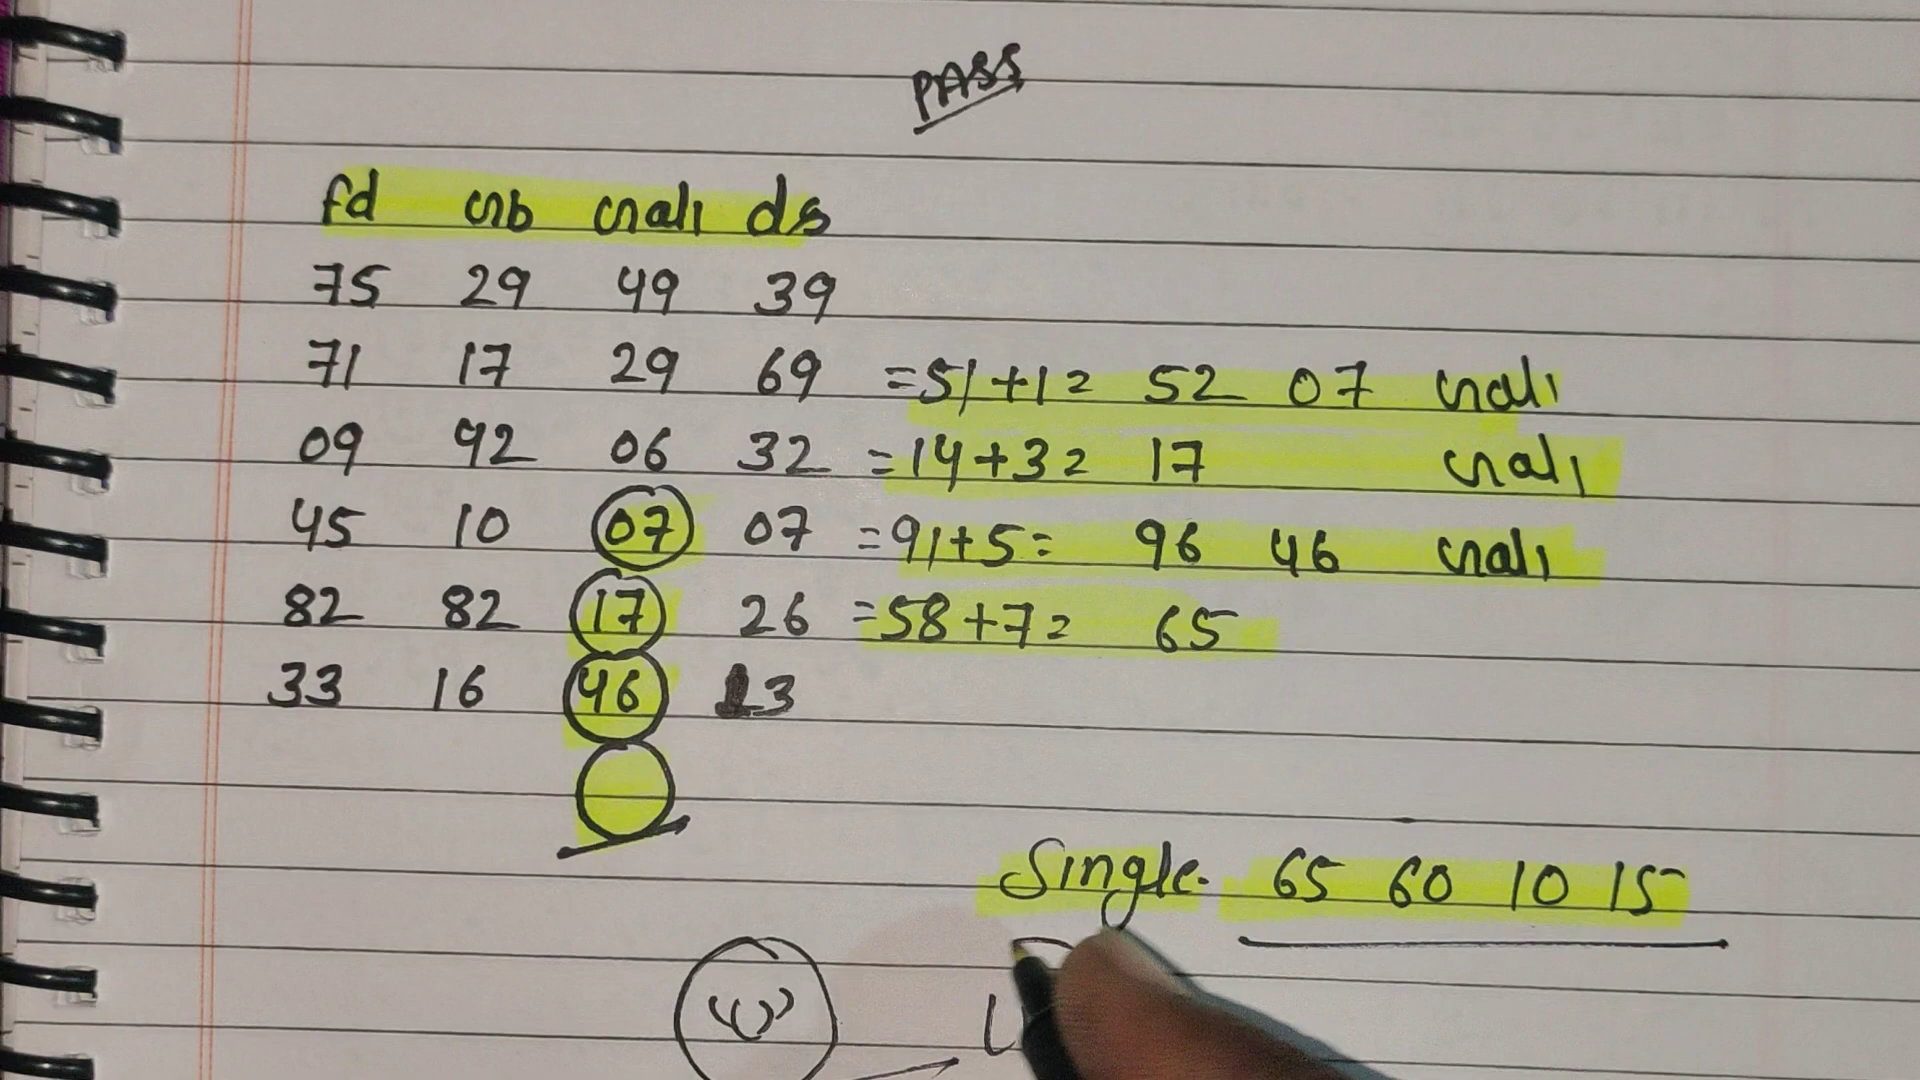 PASS
fd gb gali ds
75 29 49 39
71 17 29 69 =51+1= 52 07 gali
09 92 06 32 =14+3= 17 gali
45 10 07 07 =91+5= 96 46 gali
82 82 17 26 =58+7= 65
33 16 46 13
Single. 65 60 10 15